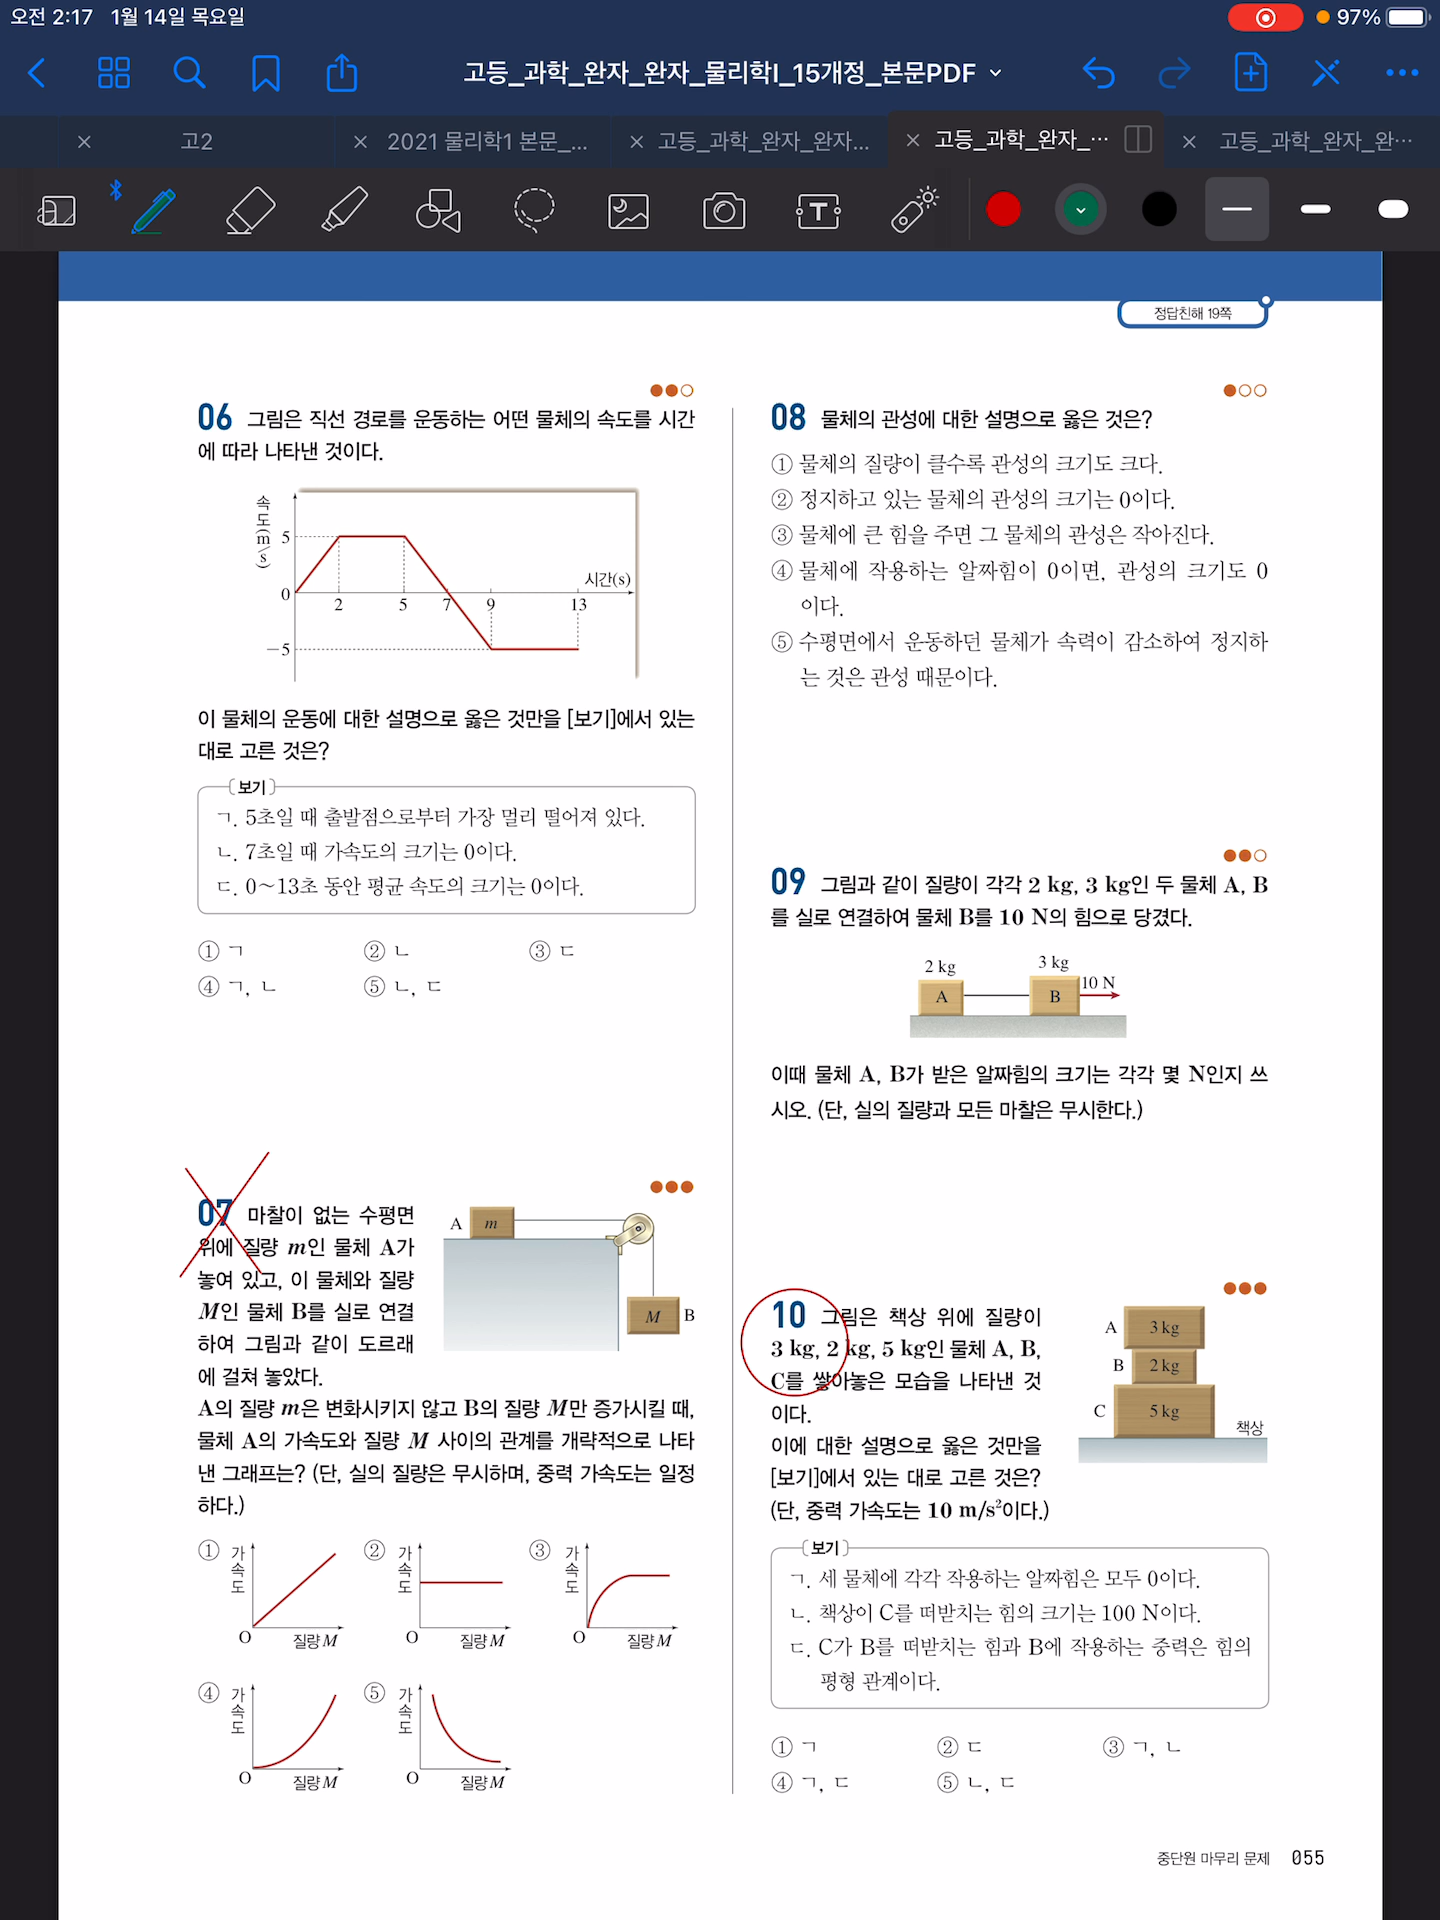 오전 2:17 1월 14일 목요일
97%
고등_과학_완자_완자_물리학I_15개정_본문PDF
고2
2021 물리학1 본문_...
고등_과학_완자_완자...
고등_과학_완자_...
고등_과학_완자_완...
정답친해 19쪽
06 그림은 직선 경로를 운동하는 어떤 물체의 속도를 시간
에 따라 나타낸 것이다.
속도(m/s)
5
0
-5
2 5 7 9 13
시간(s)
이 물체의 운동에 대한 설명으로 옳은 것만을 [보기]에서 있는
대로 고른 것은?
보기
ㄱ. 5초일 때 출발점으로부터 가장 멀리 떨어져 있다.
ㄴ. 7초일 때 가속도의 크기는 0이다.
ㄷ. 0~13초 동안 평균 속도의 크기는 0이다.
① ㄱ ② ㄴ ③ ㄷ
④ ㄱ, ㄴ ⑤ ㄴ, ㄷ
07 마찰이 없는 수평면
위에 질량 m인 물체 A가
놓여 있고, 이 물체와 질량
M인 물체 B를 실로 연결
하여 그림과 같이 도르래
에 걸쳐 놓았다.
A m
M B
A의 질량 m은 변화시키지 않고 B의 질량 M만 증가시킬 때,
물체 A의 가속도와 질량 M 사이의 관계를 개략적으로 나타
낸 그래프는? (단, 실의 질량은 무시하며, 중력 가속도는 일정
하다.)
① 가속도 O 질량 M
② 가속도 O 질량 M
③ 가속도 O 질량 M
④ 가속도 O 질량 M
⑤ 가속도 O 질량 M
08 물체의 관성에 대한 설명으로 옳은 것은?
① 물체의 질량이 클수록 관성의 크기도 크다.
② 정지하고 있는 물체의 관성의 크기는 0이다.
③ 물체에 큰 힘을 주면 그 물체의 관성은 작아진다.
④ 물체에 작용하는 알짜힘이 0이면, 관성의 크기도 0
이다.
⑤ 수평면에서 운동하던 물체가 속력이 감소하여 정지하
는 것은 관성 때문이다.
09 그림과 같이 질량이 각각 2 kg, 3 kg인 두 물체 A, B
를 실로 연결하여 물체 B를 10 N의 힘으로 당겼다.
2 kg 3 kg
A B 10 N
이때 물체 A, B가 받은 알짜힘의 크기는 각각 몇 N인지 쓰
시오. (단, 실의 질량과 모든 마찰은 무시한다.)
10 그림은 책상 위에 질량이
3 kg, 2 kg, 5 kg인 물체 A, B,
C를 쌓아놓은 모습을 나타낸 것
이다.
이에 대한 설명으로 옳은 것만을
[보기]에서 있는 대로 고른 것은?
(단, 중력 가속도는 10 m/s²이다.)
A 3 kg
B 2 kg
C 5 kg
책상
보기
ㄱ. 세 물체에 각각 작용하는 알짜힘은 모두 0이다.
ㄴ. 책상이 C를 떠받치는 힘의 크기는 100 N이다.
ㄷ. C가 B를 떠받치는 힘과 B에 작용하는 중력은 힘의
평형 관계이다.
① ㄱ ② ㄷ ③ ㄱ, ㄴ
④ ㄱ, ㄷ ⑤ ㄴ, ㄷ
중단원 마무리 문제 055